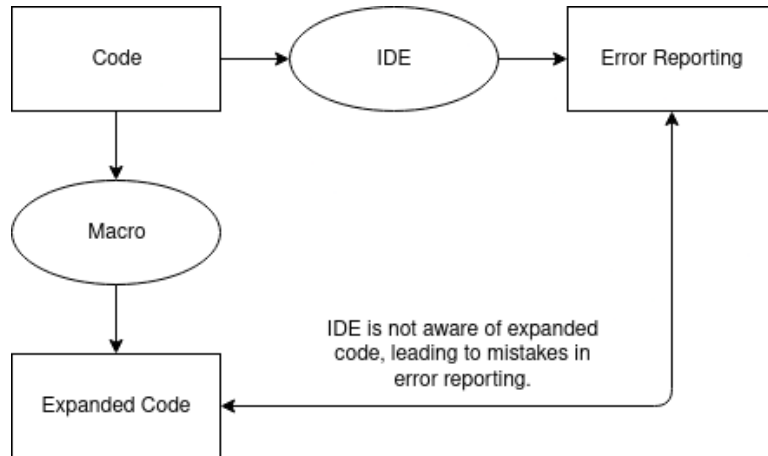 Code
IDE
Error Reporting
Macro
IDE is not aware of expanded
code, leading to mistakes in
error reporting.
Expanded Code